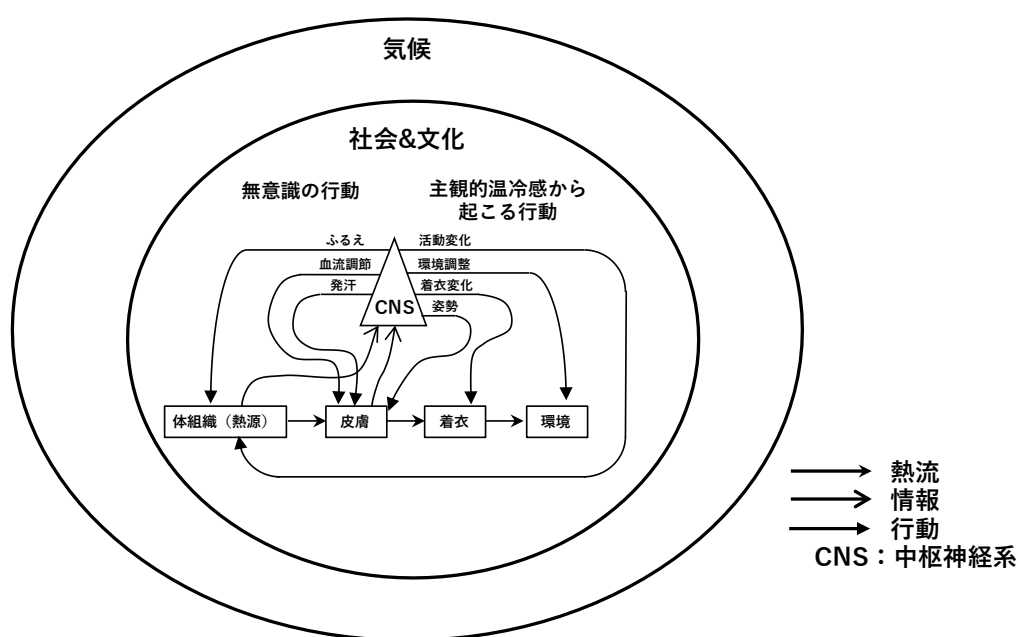 気候
社会&文化
無意識の行動
主観的温冷感から
起こる行動
ふるえ
活動変化
血流調節
環境調整
発汗
着衣変化
CNS
姿勢
体組織（熱源）
皮膚
着衣
環境
熱流
情報
行動
CNS：中枢神経系